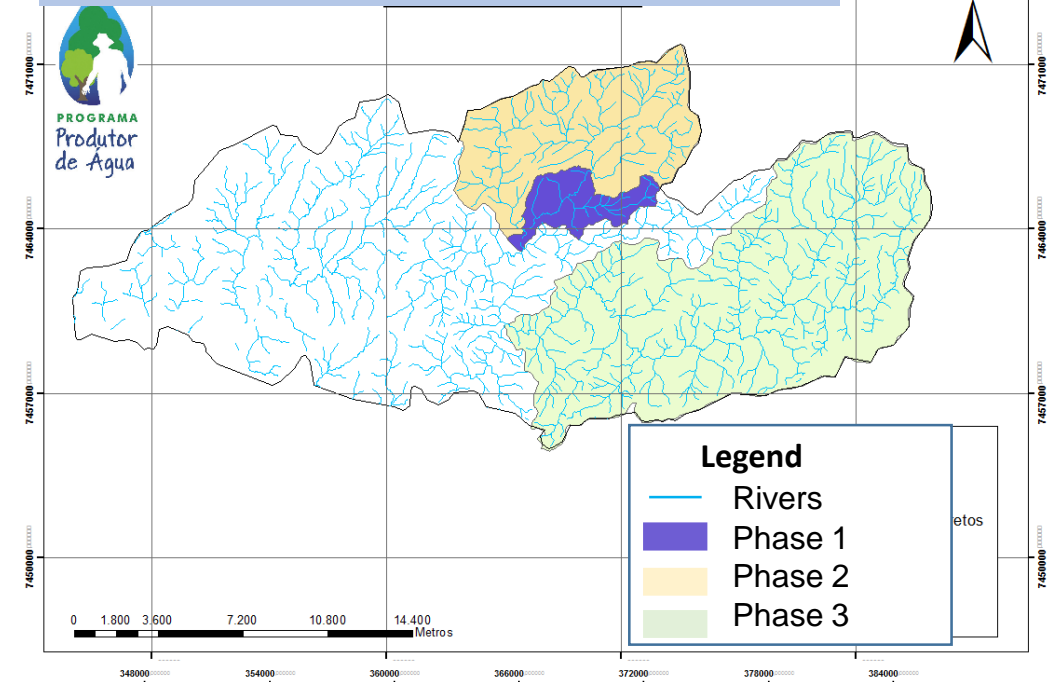 PROGRAMA
Produtor
de Água
7471000
7471000
7464000
7464000
7457000
7457000
7450000
7450000
Legend
Rivers
Phase 1
Phase 2
Phase 3
etos
0 1.800 3.600 7.200 10.800 14.400
Metros
348000 354000 360000 366000 372000 378000 384000